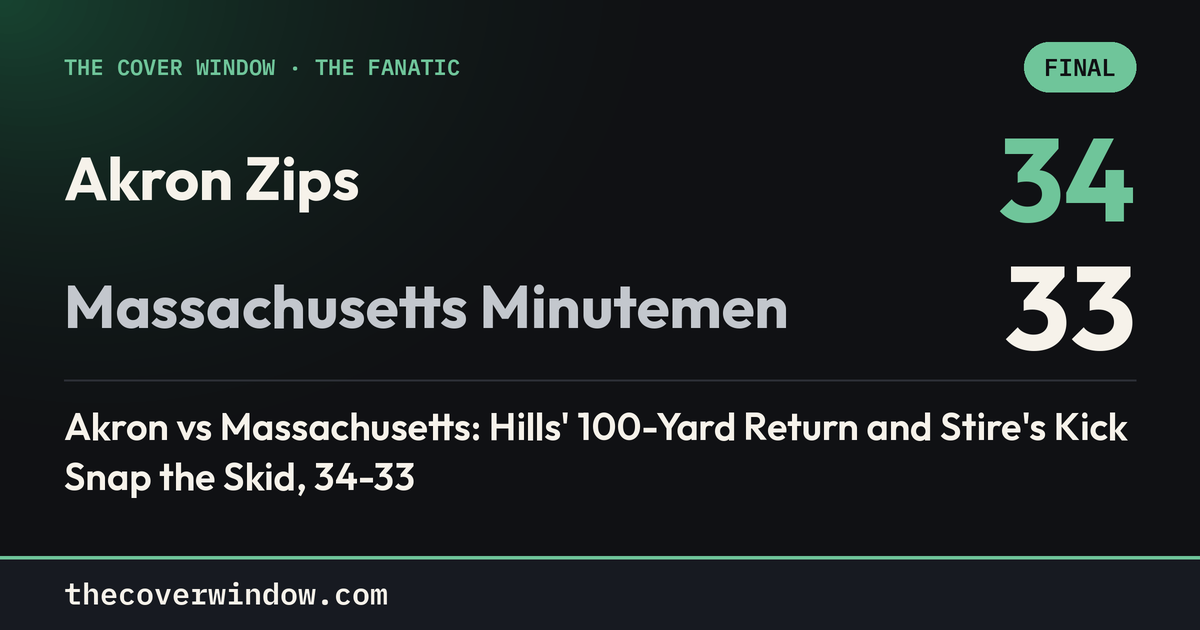 THE COVER WINDOW · THE FANATIC
FINAL
Akron Zips
34
Massachusetts Minutemen
33
Akron vs Massachusetts: Hills' 100-Yard Return and Stire's Kick
Snap the Skid, 34-33
thecoverwindow.com